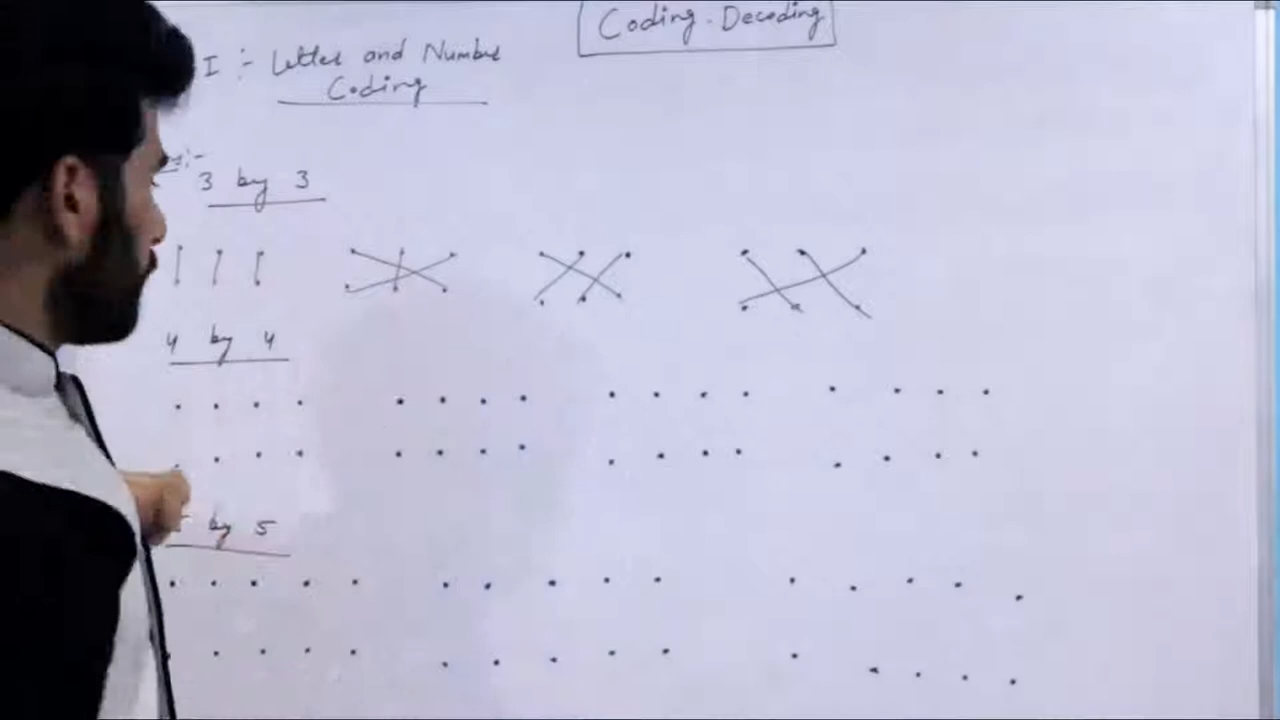 Coding. Decoding
I :- Letter and Number
Coding
3 by 3
4 by 4
by 5